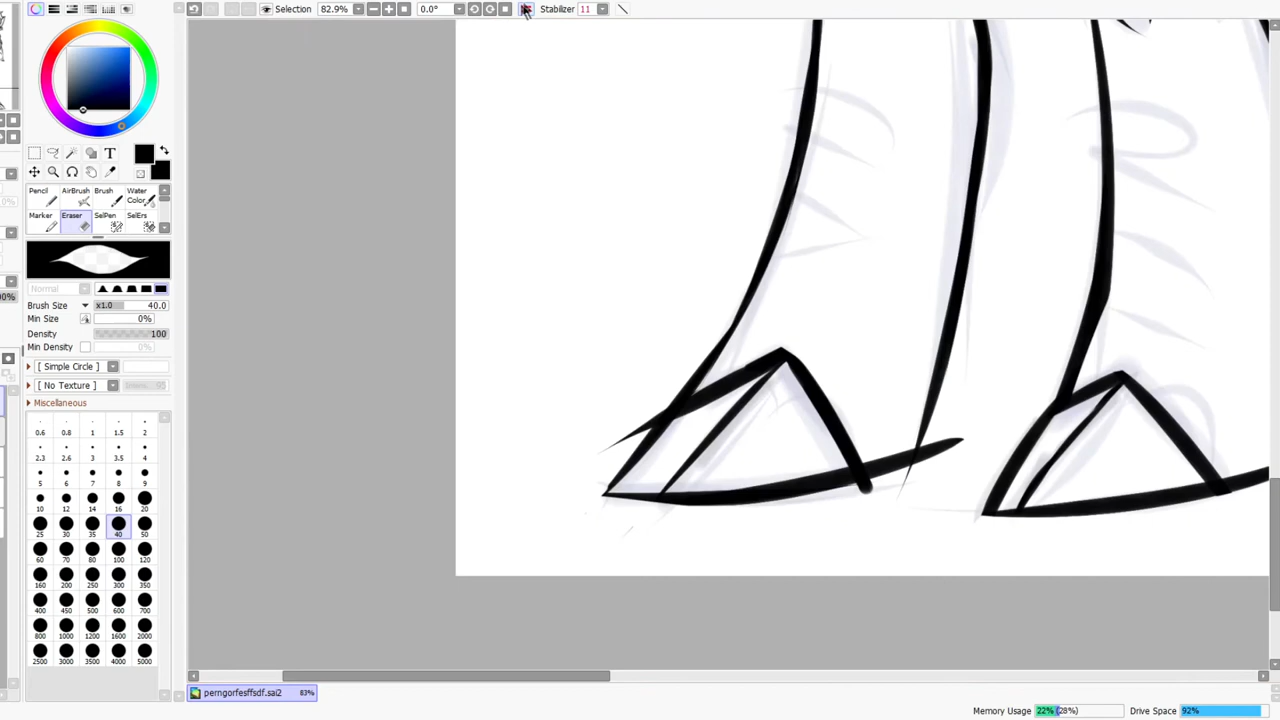 Selection 82.9% 0.0° Stabilizer 11
T
Pencil AirBrush Brush Water Color
Marker Eraser SelPen SelErs
Normal
Brush Size x1.0 40.0
Min Size 0%
Density 100
Min Density 0%
[ Simple Circle ]
[ No Texture ] 95
Miscellaneous
0.6 0.8 1 1.5 2
2.3 2.6 3 3.5 4
5 6 7 8 9
10 12 14 16 20
25 30 35 40 50
60 70 80 100 120
160 200 250 300 350
400 450 500 600 700
800 1000 1200 1600 2000
2500 3000 3500 4000 5000
perngorfesffsdf.sai2 83%
Memory Usage 22% (28%) Drive Space 92%